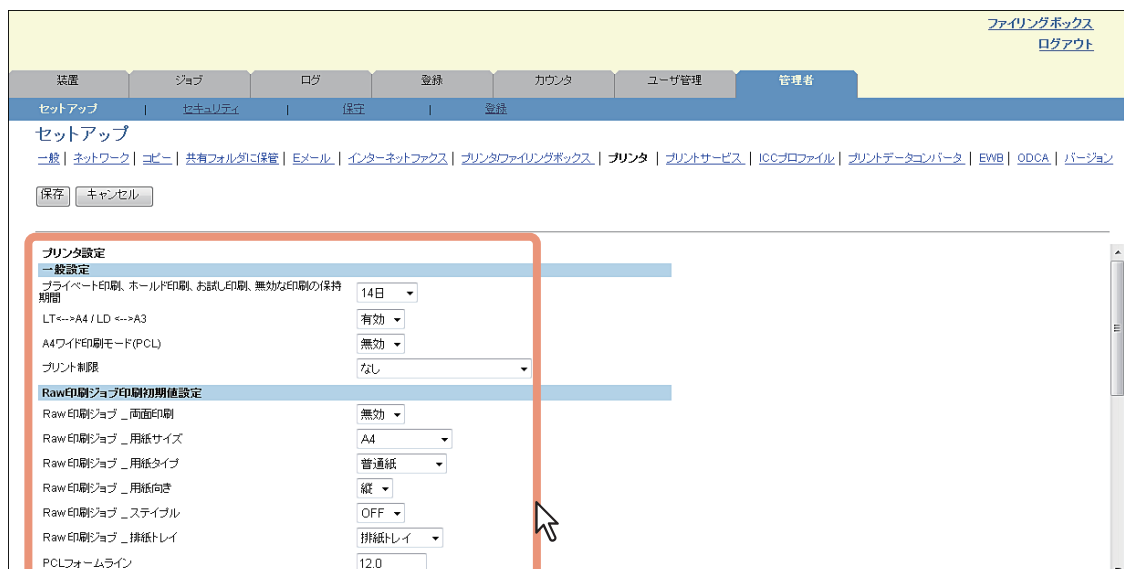 ファイリングボックス
ログアウト
装置 ジョブ ログ 登録 カウンタ ユーザ管理 管理者
セットアップ | セキュリティ | 保守 | 登録
セットアップ
一般 | ネットワーク | コピー | 共有フォルダに保管 | Eメール | インターネットファクス | プリンタ/ファイリングボックス | プリンタ | プリントサービス | ICCプロファイル | プリントデータコンバータ | EWB | ODCA | バージョン
保存 キャンセル
プリンタ設定
一般設定
プライベート印刷、ホールド印刷、お試し印刷、無効な印刷の保持
期間 14日
LT<-->A4 / LD <-->A3 有効
A4ワイド印刷モード(PCL) 無効
プリント制限 なし
Raw印刷ジョブ印刷初期値設定
Raw印刷ジョブ _ 両面印刷 無効
Raw印刷ジョブ _ 用紙サイズ A4
Raw印刷ジョブ _ 用紙タイプ 普通紙
Raw印刷ジョブ _ 用紙向き 縦
Raw印刷ジョブ _ ステイプル OFF
Raw印刷ジョブ _ 排紙トレイ 排紙トレイ
PCLフォームライン 12.0